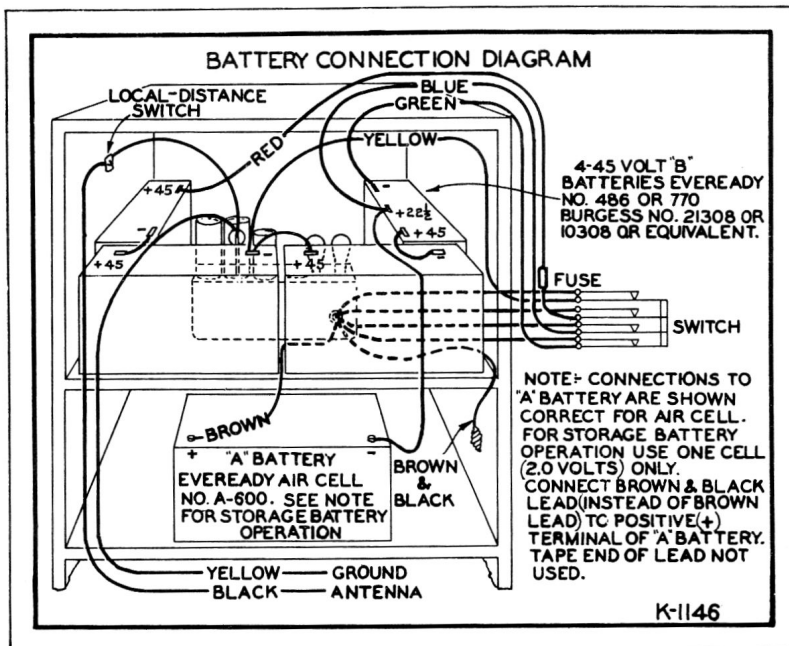 BATTERY CONNECTION DIAGRAM
LOCAL-DISTANCE
SWITCH
BLUE
GREEN
RED
YELLOW
4-45 VOLT "B"
BATTERIES EVEREADY
NO. 486 OR 770
BURGESS NO. 21308 OR
10308 OR EQUIVALENT.
+45
-
-
+22½
+45
+45
+45
-
FUSE
SWITCH
NOTE:- CONNECTIONS TO
"A" BATTERY ARE SHOWN
CORRECT FOR AIR CELL.
FOR STORAGE BATTERY
OPERATION USE ONE CELL
(2.0 VOLTS) ONLY.
CONNECT BROWN & BLACK
LEAD (INSTEAD OF BROWN
LEAD) TO POSITIVE (+)
TERMINAL OF "A" BATTERY.
TAPE END OF LEAD NOT
USED.
BROWN
+ "A" BATTERY -
EVEREADY AIR CELL
NO. A-600. SEE NOTE
FOR STORAGE BATTERY
OPERATION
BROWN
&
BLACK
YELLOW GROUND
BLACK ANTENNA
K-1146